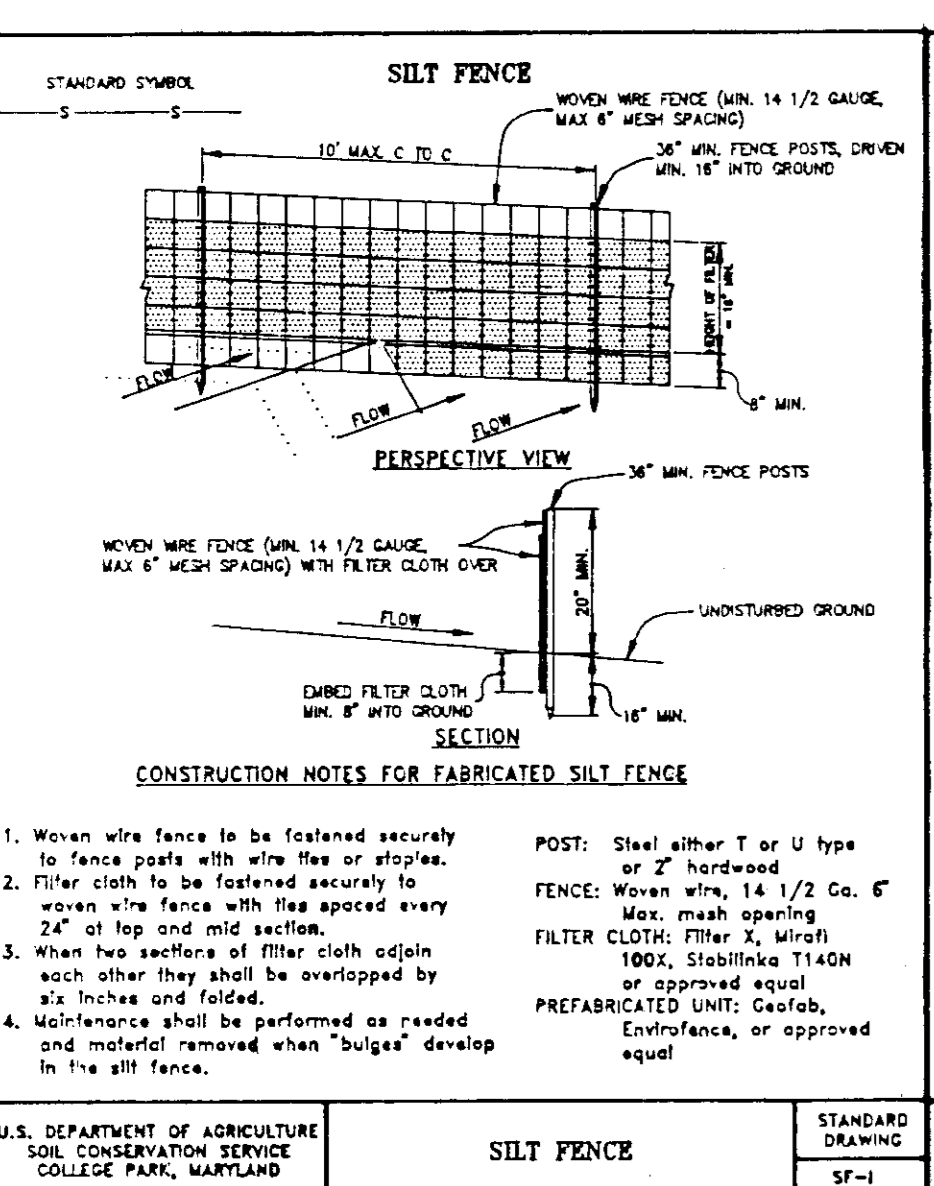 STANDARD SYMBOL
SILT FENCE
S S
WOVEN WIRE FENCE (MIN. 14 1/2 GAUGE,
MAX 6" MESH SPACING)
10' MAX. C TO C
36" MIN. FENCE POSTS, DRIVEN
MIN. 16" INTO GROUND
HEIGHT OF FILTER
= 16" MIN.
8" MIN.
FLOW
FLOW
FLOW
PERSPECTIVE VIEW
36" MIN. FENCE POSTS
WOVEN WIRE FENCE (MIN. 14 1/2 GAUGE,
MAX 6" MESH SPACING) WITH FILTER CLOTH OVER
20" MIN.
FLOW
UNDISTURBED GROUND
EMBED FILTER CLOTH
MIN. 8" INTO GROUND
16" MIN.
SECTION
CONSTRUCTION NOTES FOR FABRICATED SILT FENCE
1. Woven wire fence to be fastened securely
to fence posts with wire ties or staples.
2. Filter cloth to be fastened securely to
woven wire fence with ties spaced every
24" at top and mid section.
3. When two sections of filter cloth adjoin
each other they shall be overlapped by
six inches and folded.
4. Maintenance shall be performed as needed
and material removed when "bulges" develop
in the silt fence.
POST: Steel either T or U type
or 2" hardwood
FENCE: Woven wire, 14 1/2 Ga. 6"
Max. mesh opening
FILTER CLOTH: Filter X, Mirafi
100X, Stabilinka T140N
or approved equal
PREFABRICATED UNIT: Geofab,
Envirofence, or approved
equal
U.S. DEPARTMENT OF AGRICULTURE
SOIL CONSERVATION SERVICE
COLLEGE PARK, MARYLAND
SILT FENCE
STANDARD
DRAWING
SF-1